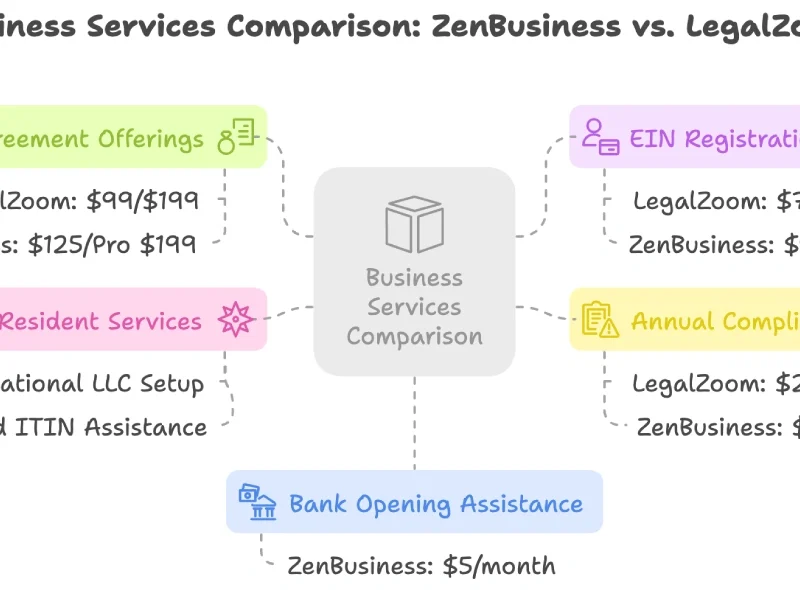 iness Services Comparison: ZenBusiness vs. LegalZo
reement Offerings
lZoom: $99/$199
s: $125/Pro $199
Resident Services
ational LLC Setup
d ITIN Assistance
Business
Services
Comparison
EIN Registrati
LegalZoom: $7
ZenBusiness: $
Annual Compli
LegalZoom: $2
ZenBusiness: $
Bank Opening Assistance
ZenBusiness: $5/month